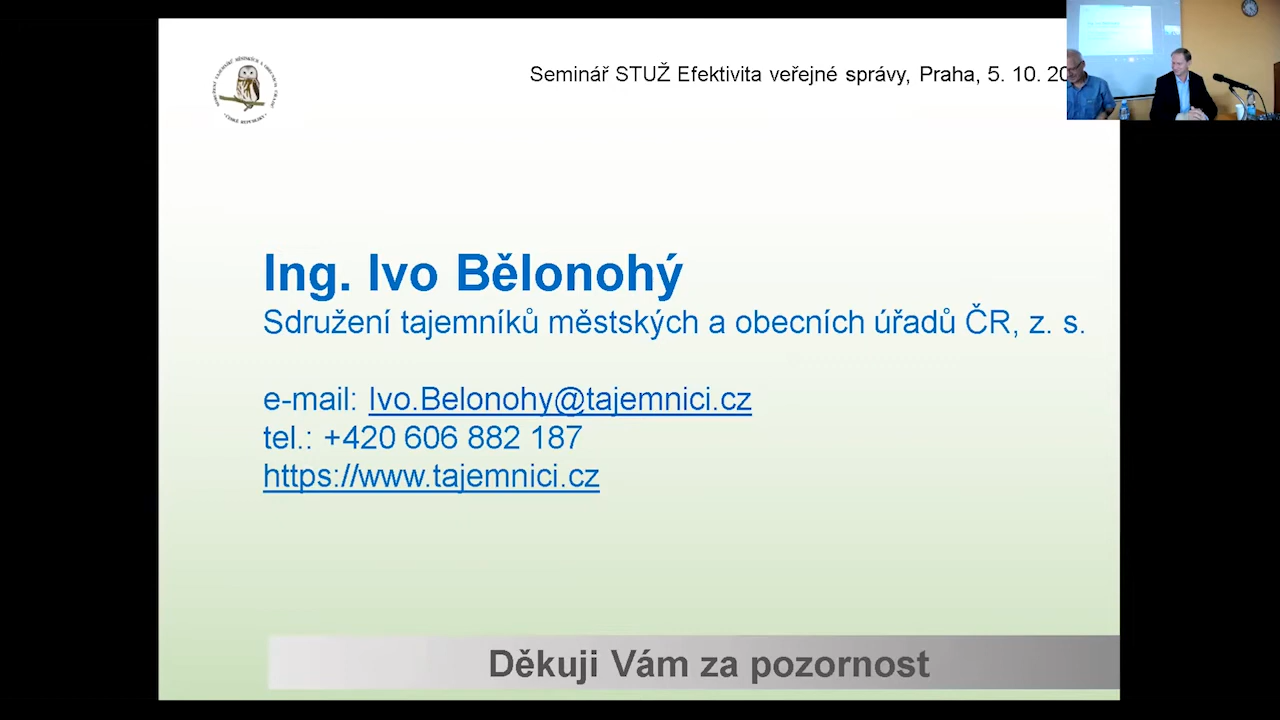 Seminář STUŽ Efektivita veřejné správy, Praha, 5. 10. 20
Ing. Ivo Bělonohý
Sdružení tajemníků městských a obecních úřadů ČR, z. s.
e-mail: Ivo.Belonohy@tajemnici.cz
tel.: +420 606 882 187
https://www.tajemnici.cz
Děkuji Vám za pozornost